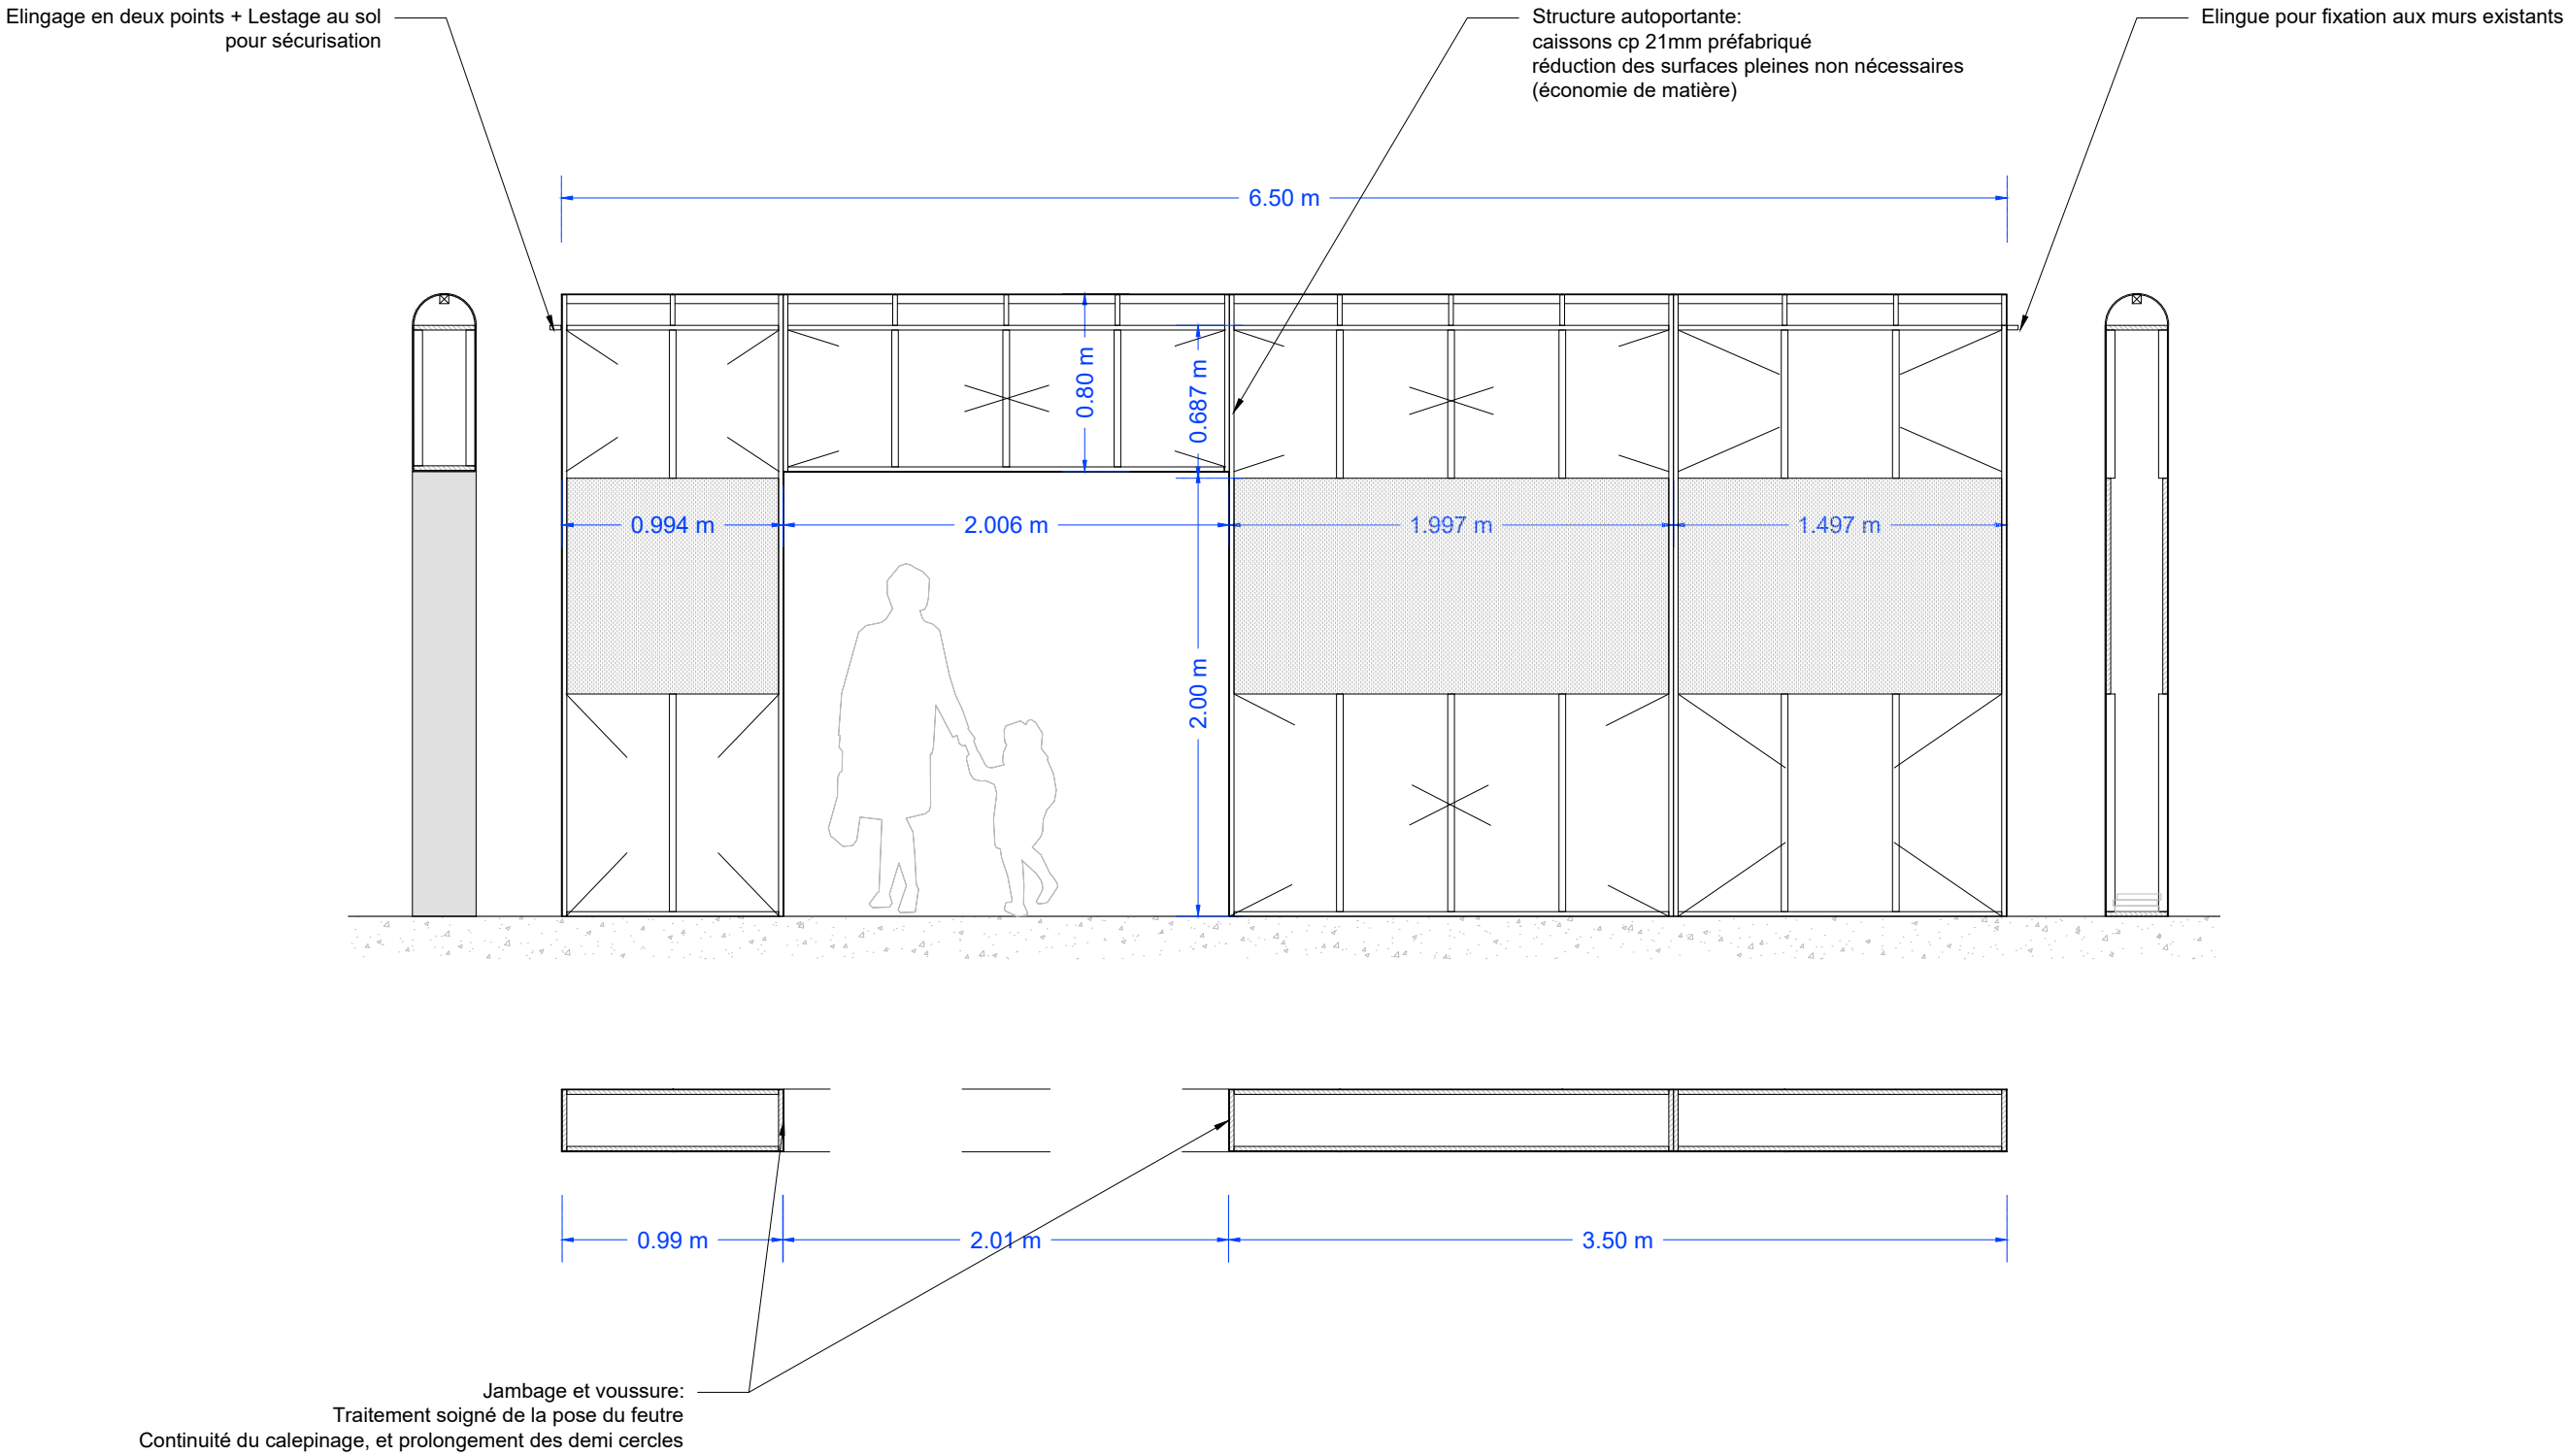 Elingage en deux points + Lestage au sol
pour sécurisation
Structure autoportante:
caissons cp 21mm préfabriqué
réduction des surfaces pleines non nécessaires
(économie de matière)
Elingue pour fixation aux murs existants
6.50 m
0.80 m
0.687 m
0.994 m
2.006 m
1.997 m
1.497 m
2.00 m
0.99 m
2.01 m
3.50 m
Jambage et voussure:
Traitement soigné de la pose du feutre
Continuité du calepinage, et prolongement des demi cercles